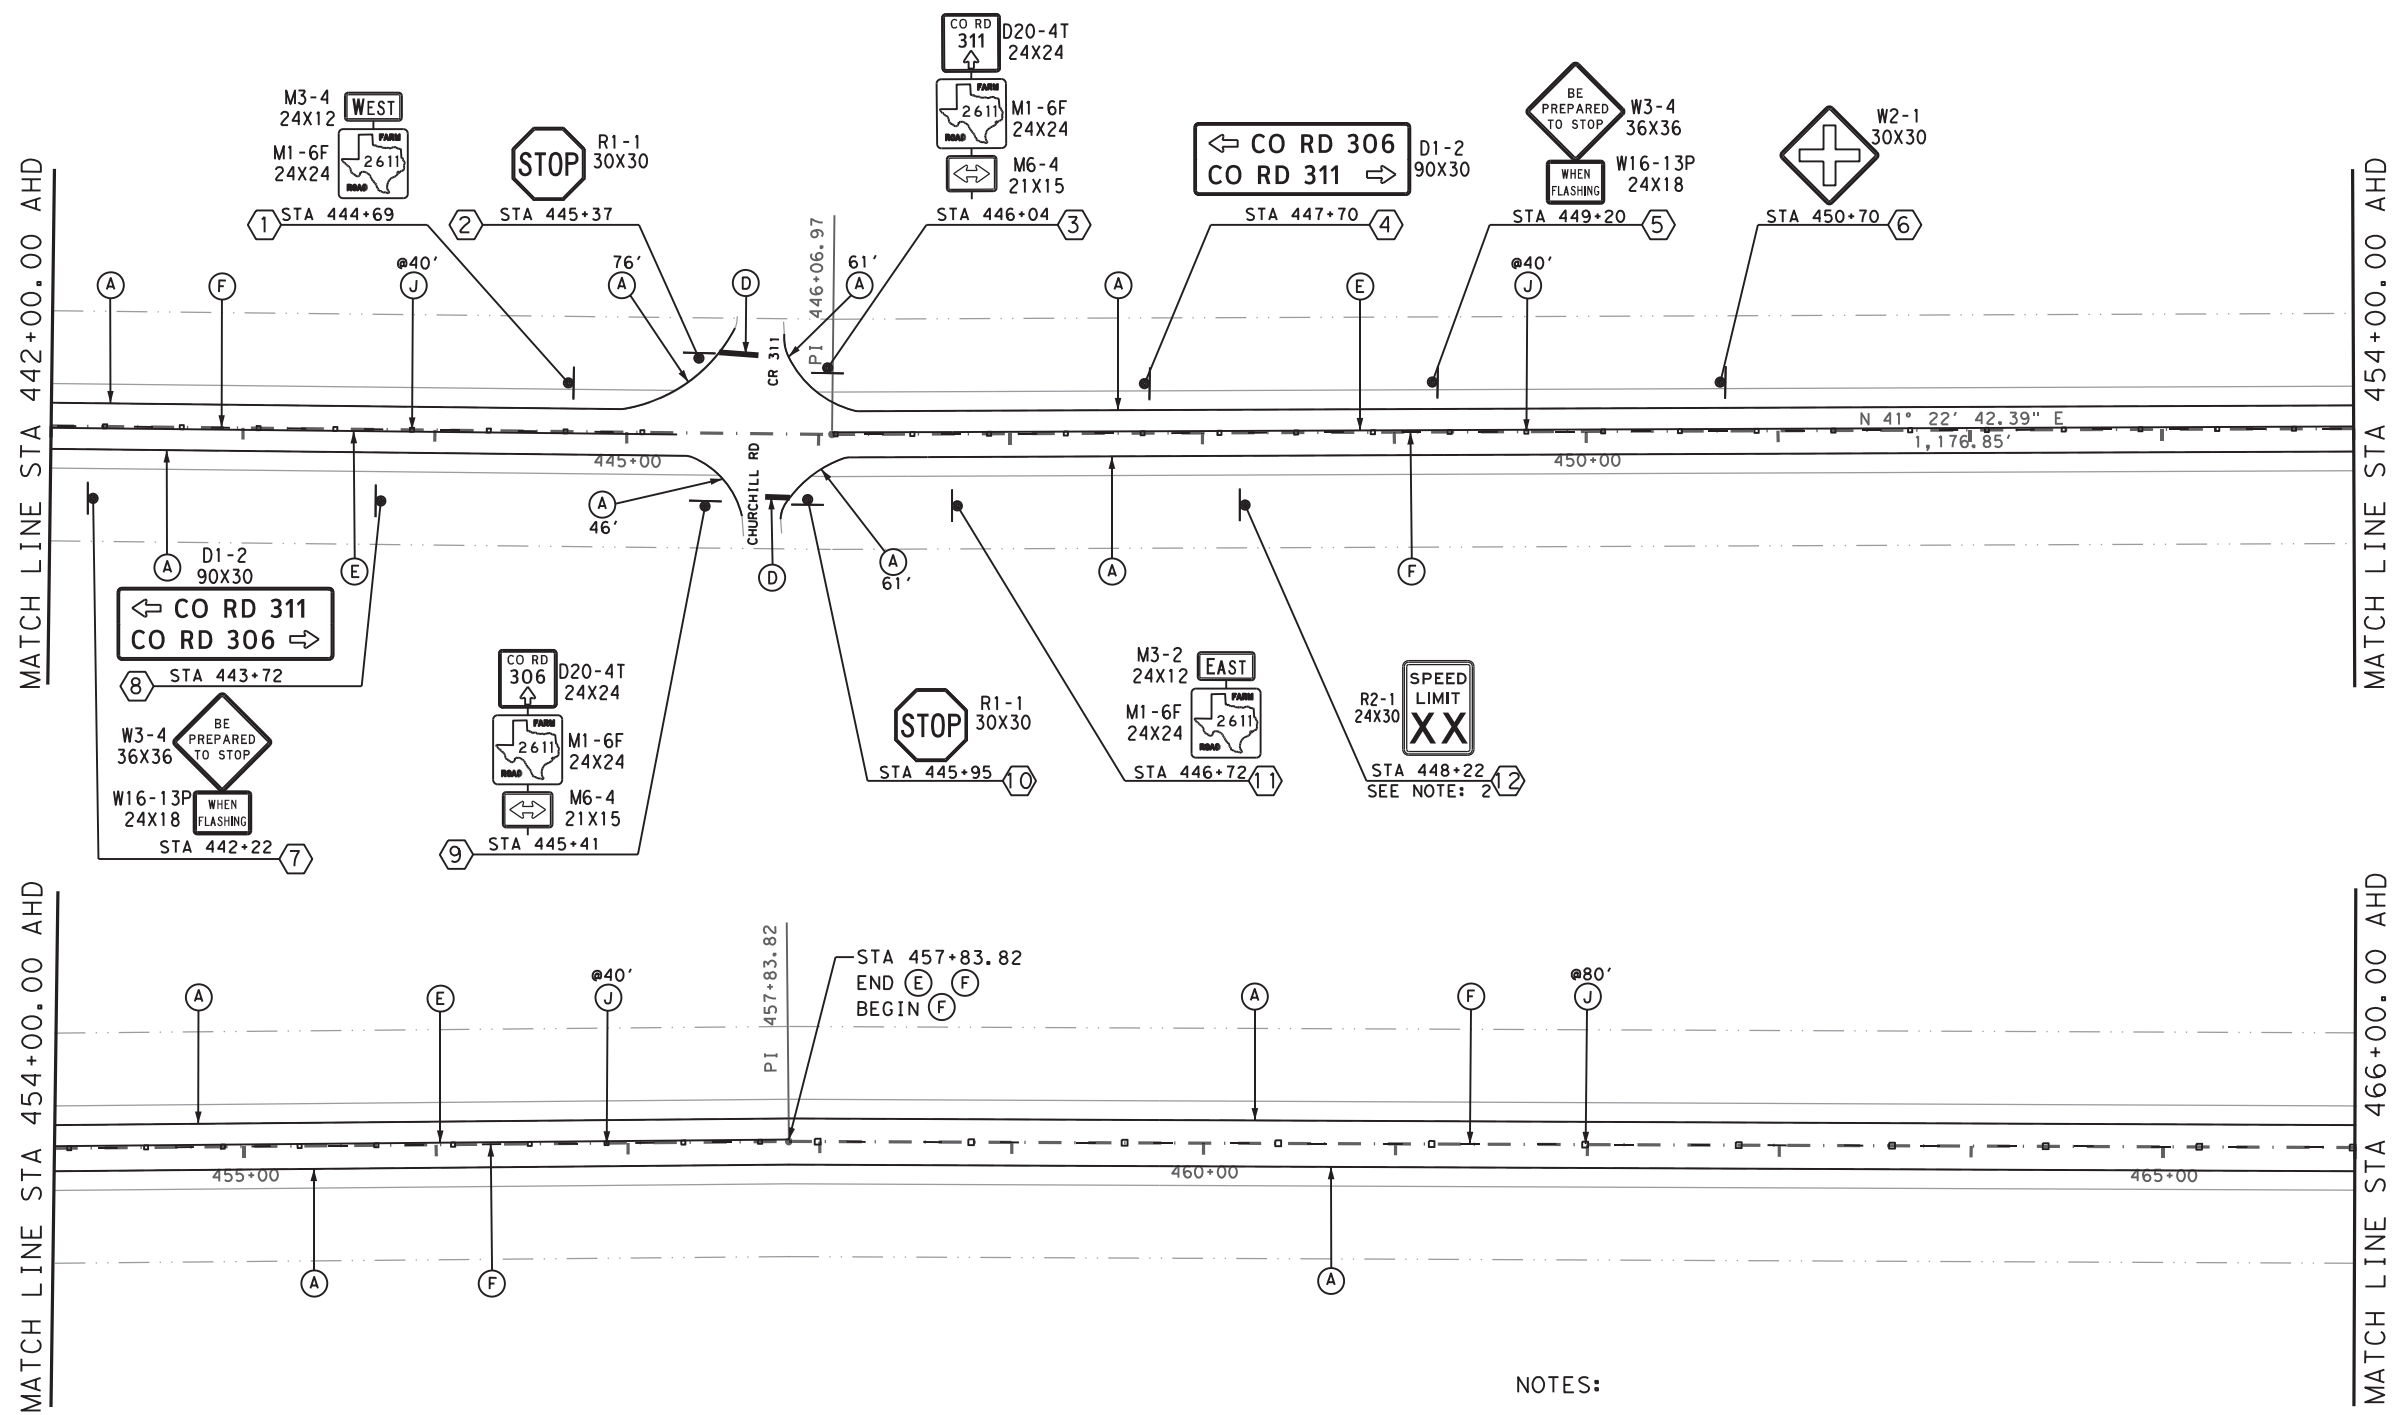 CO RD
311
D20-4T
24X24
M3-4
24X12
WEST
M1-6F
24X24
FARM
2611
ROAD
STOP
R1-1
30X30
FARM
2611
M1-6F
24X24
ROAD
M6-4
21X15
CO RD 306
CO RD 311
D1-2
90X30
BE
PREPARED
TO STOP
W3-4
36X36
WHEN
FLASHING
W16-13P
24X18
W2-1
30X30
1 STA 444+69
2 STA 445+37
STA 446+04 3
STA 447+70 4
STA 449+20 5
STA 450+70 6
MATCH LINE STA 442+00.00 AHD
MATCH LINE STA 454+00.00 AHD
A
F
@40'
J
76'
A
D
PI 446+06.97
61'
A
A
E
@40'
J
CR 311
N 41° 22' 42.39" E
1,176.85'
445+00
450+00
CHURCHILL RD
A
46'
A
E
D
A
61'
A
F
D1-2
90X30
CO RD 311
CO RD 306
8 STA 443+72
W3-4
36X36
BE
PREPARED
TO STOP
W16-13P
24X18
WHEN
FLASHING
STA 442+22 7
CO RD
306
D20-4T
24X24
FARM
2611
ROAD
M1-6F
24X24
M6-4
21X15
9 STA 445+41
STOP
R1-1
30X30
STA 445+95 10
M3-2
24X12
EAST
M1-6F
24X24
FARM
2611
ROAD
STA 446+72 11
R2-1
24X30
SPEED
LIMIT
XX
STA 448+22 12
SEE NOTE: 2
MATCH LINE STA 454+00.00 AHD
MATCH LINE STA 466+00.00 AHD
A
E
@40'
J
PI 457+83.82
STA 457+83.82
END E F
BEGIN F
A
F
@80'
J
455+00
460+00
465+00
A
F
A
NOTES: